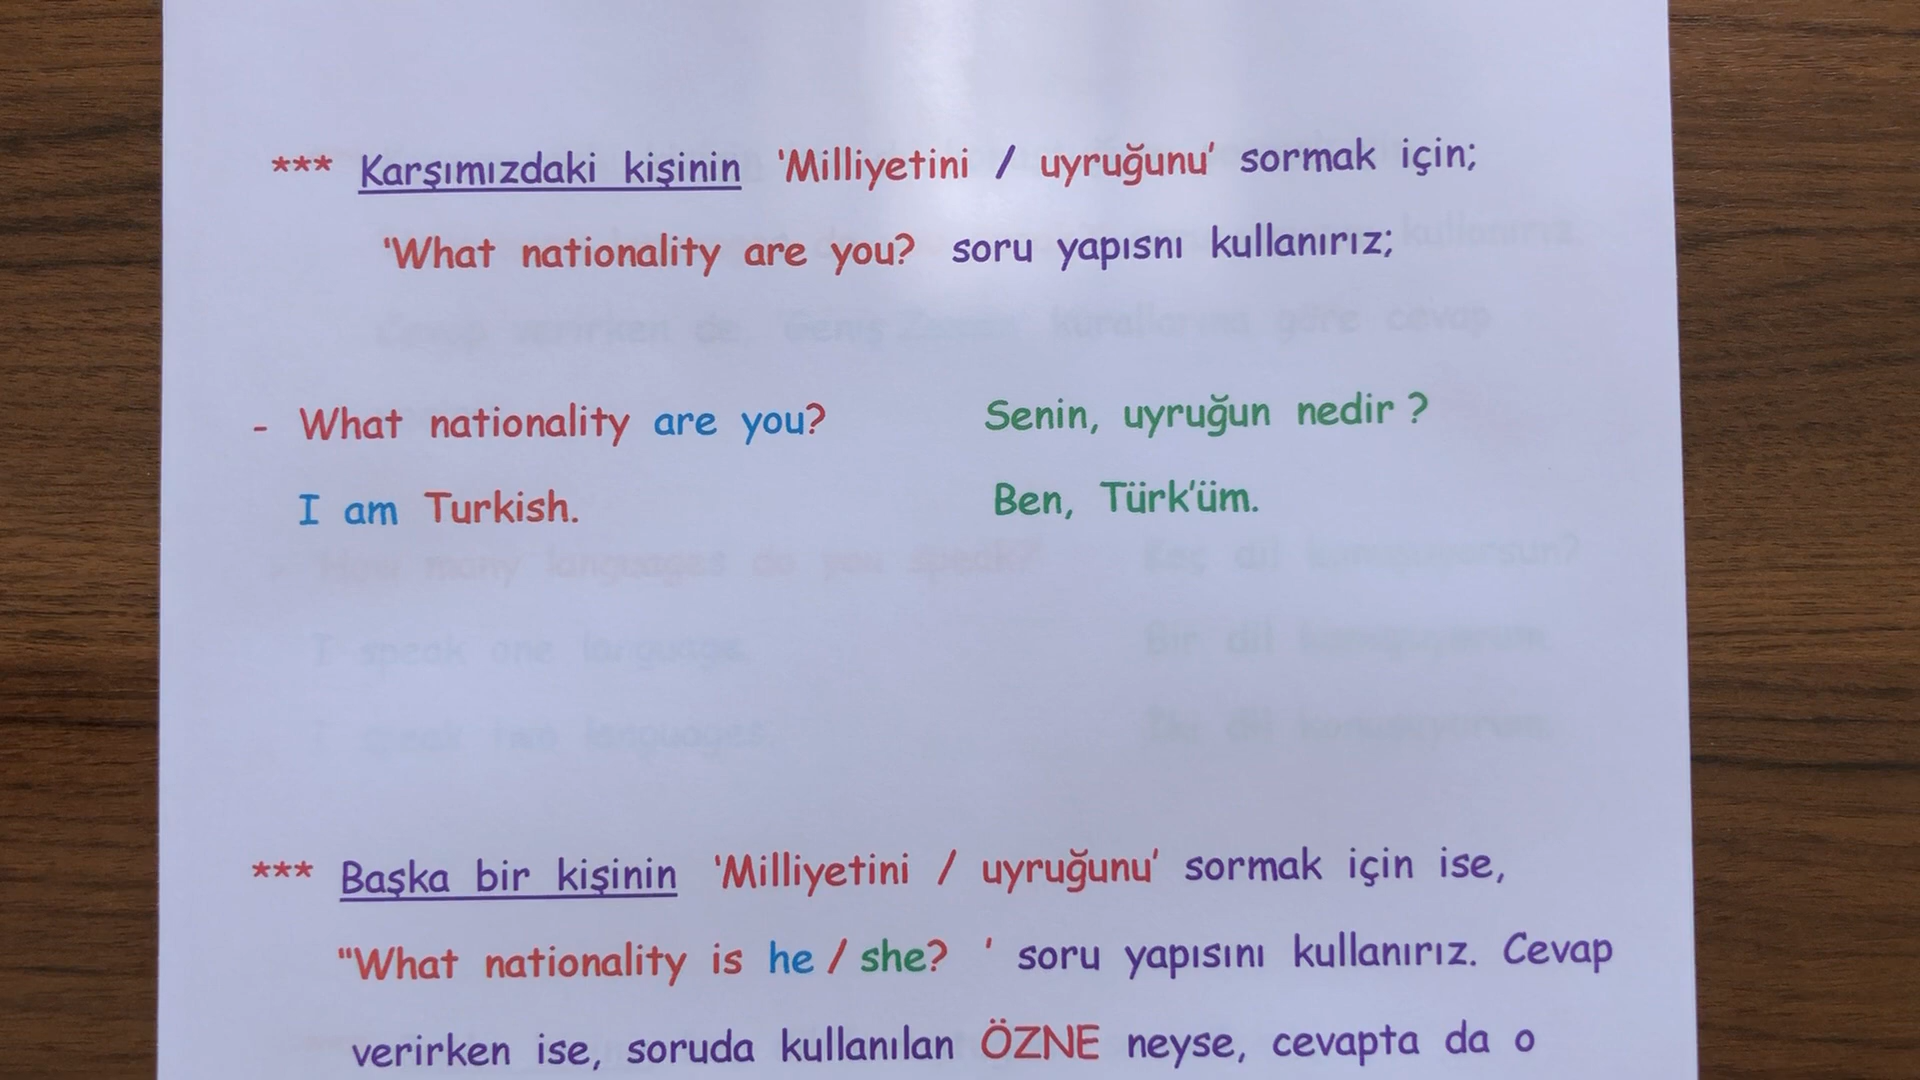 *** Karşımızdaki kişinin 'Milliyetini / uyruğunu' sormak için;
'What nationality are you? soru yapısnı kullanırız;
- What nationality are you? Senin, uyruğun nedir ?
I am Turkish. Ben, Türk'üm.
*** Başka bir kişinin 'Milliyetini / uyruğunu' sormak için ise,
"What nationality is he / she? ' soru yapısını kullanırız. Cevap
verirken ise, soruda kullanılan ÖZNE neyse, cevapta da o